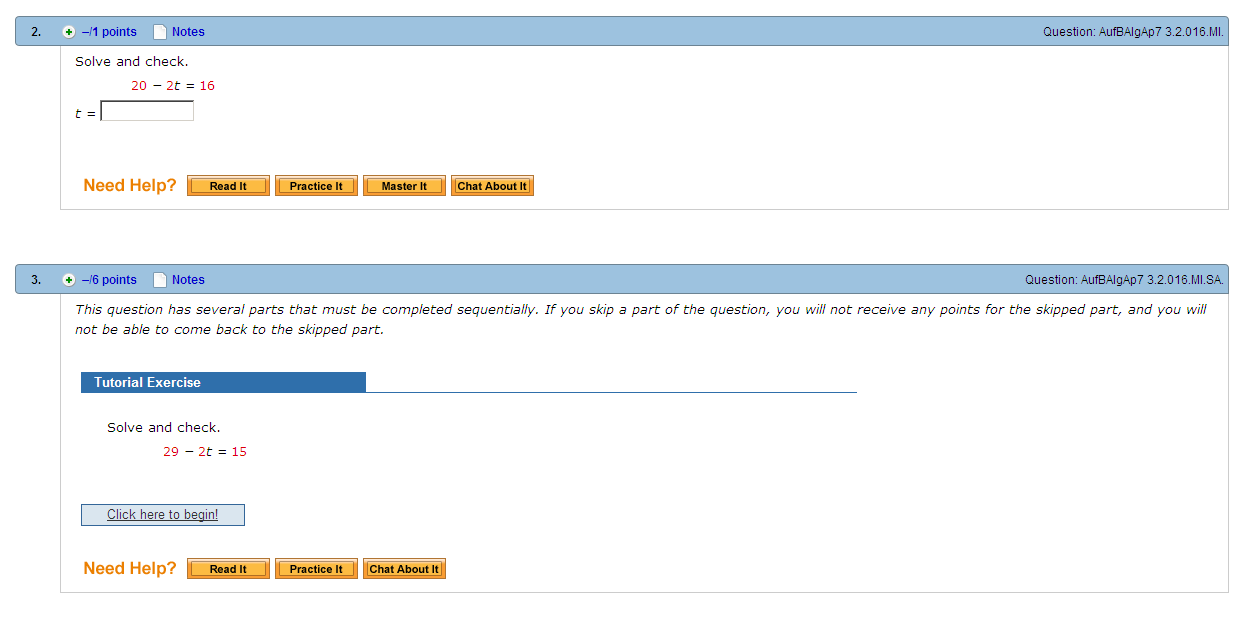 2. –/1 points Notes Question: AufBAlgAp7 3.2.016.MI.
Solve and check.
20 − 2t = 16
t =
Need Help? Read It Practice It Master It Chat About It
3. –/6 points Notes Question: AufBAlgAp7 3.2.016.MI.SA.
This question has several parts that must be completed sequentially. If you skip a part of the question, you will not receive any points for the skipped part, and you will
not be able to come back to the skipped part.
Tutorial Exercise
Solve and check.
29 − 2t = 15
Click here to begin!
Need Help? Read It Practice It Chat About It